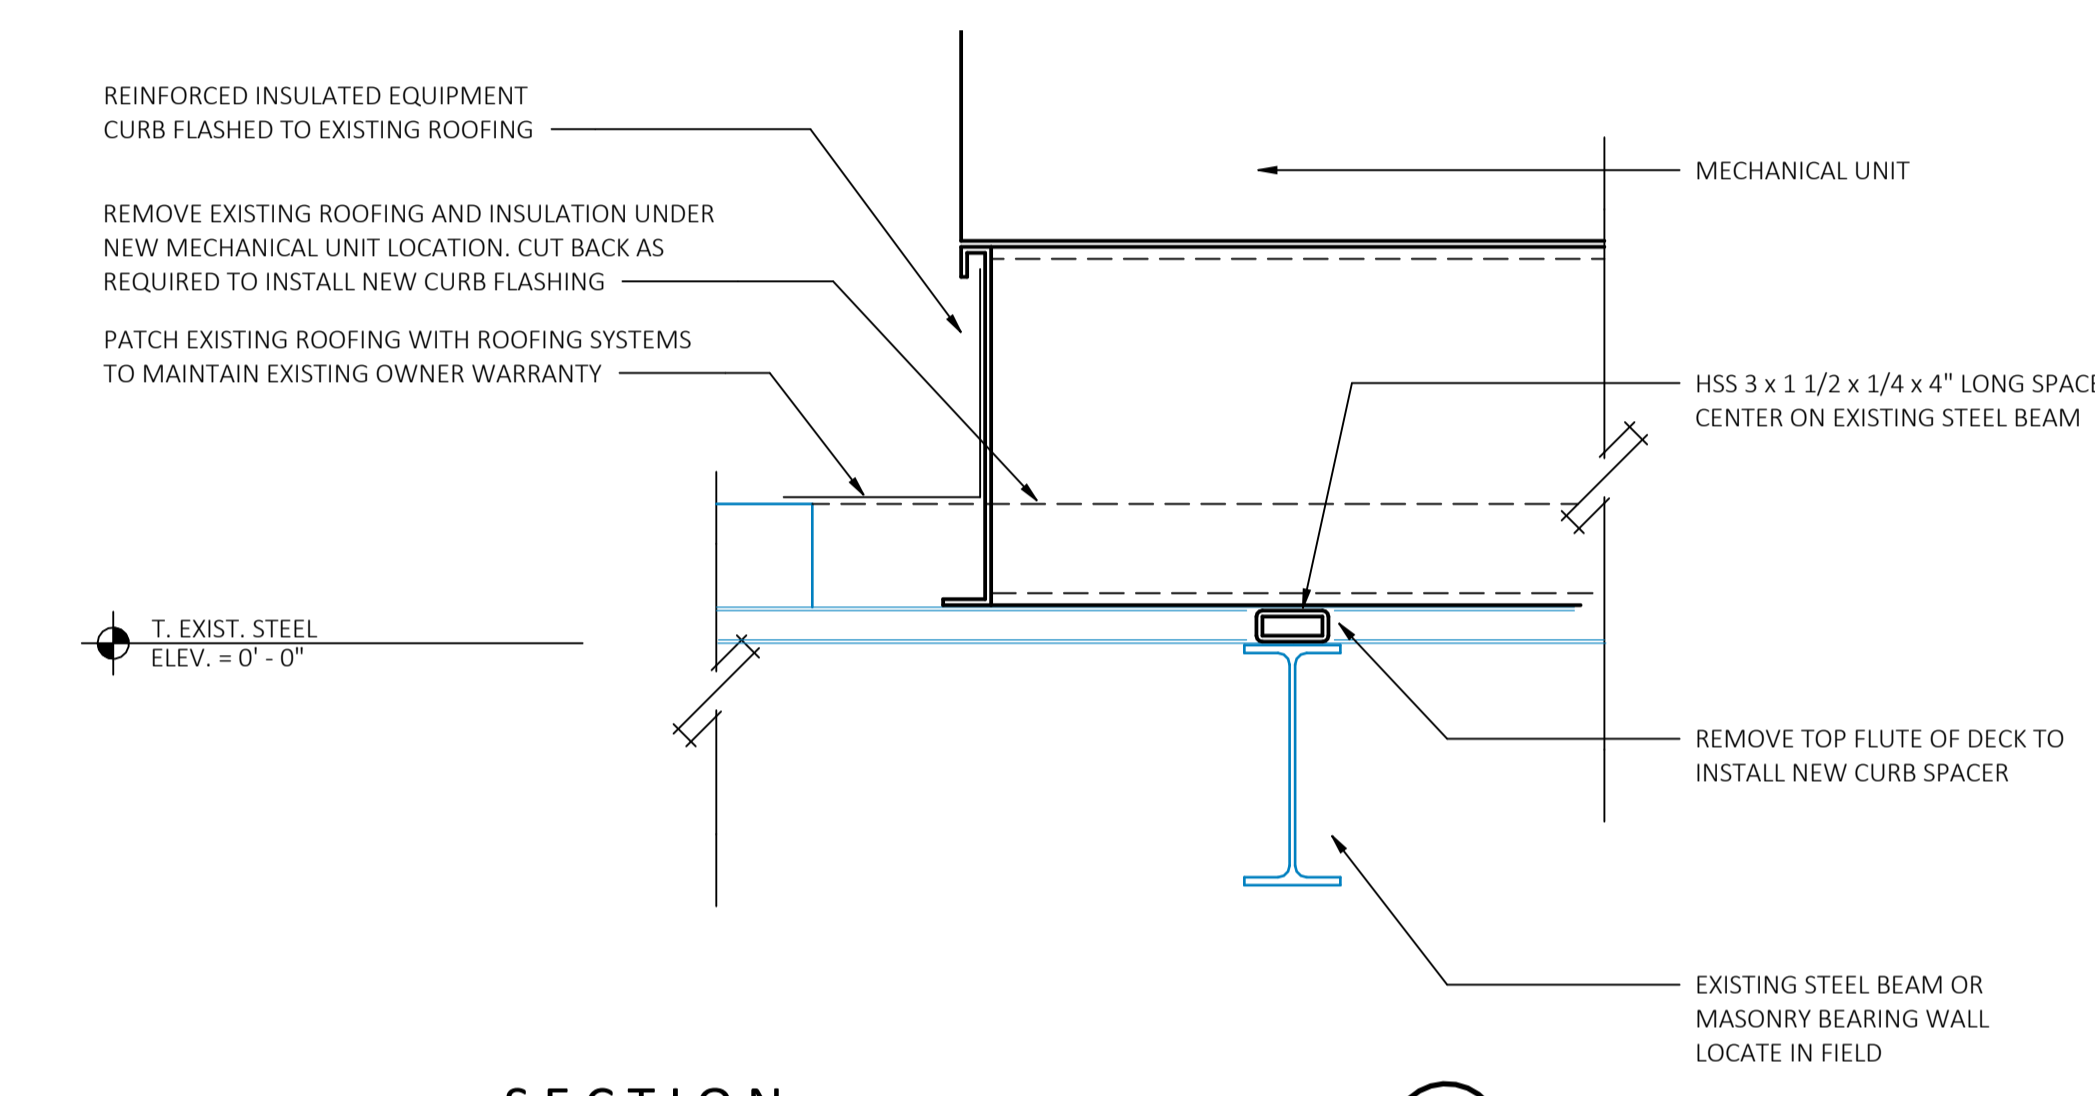 REINFORCED INSULATED EQUIPMENT
CURB FLASHED TO EXISTING ROOFING
REMOVE EXISTING ROOFING AND INSULATION UNDER
NEW MECHANICAL UNIT LOCATION. CUT BACK AS
REQUIRED TO INSTALL NEW CURB FLASHING
PATCH EXISTING ROOFING WITH ROOFING SYSTEMS
TO MAINTAIN EXISTING OWNER WARRANTY
T. EXIST. STEEL
ELEV. = 0' - 0"
MECHANICAL UNIT
HSS 3 x 1 1/2 x 1/4 x 4" LONG
CENTER ON EXISTING STEEL BEAM
REMOVE TOP FLUTE OF DECK TO
INSTALL NEW CURB SPACER
EXISTING STEEL BEAM OR
MASONRY BEARING WALL
LOCATE IN FIELD
SECTION